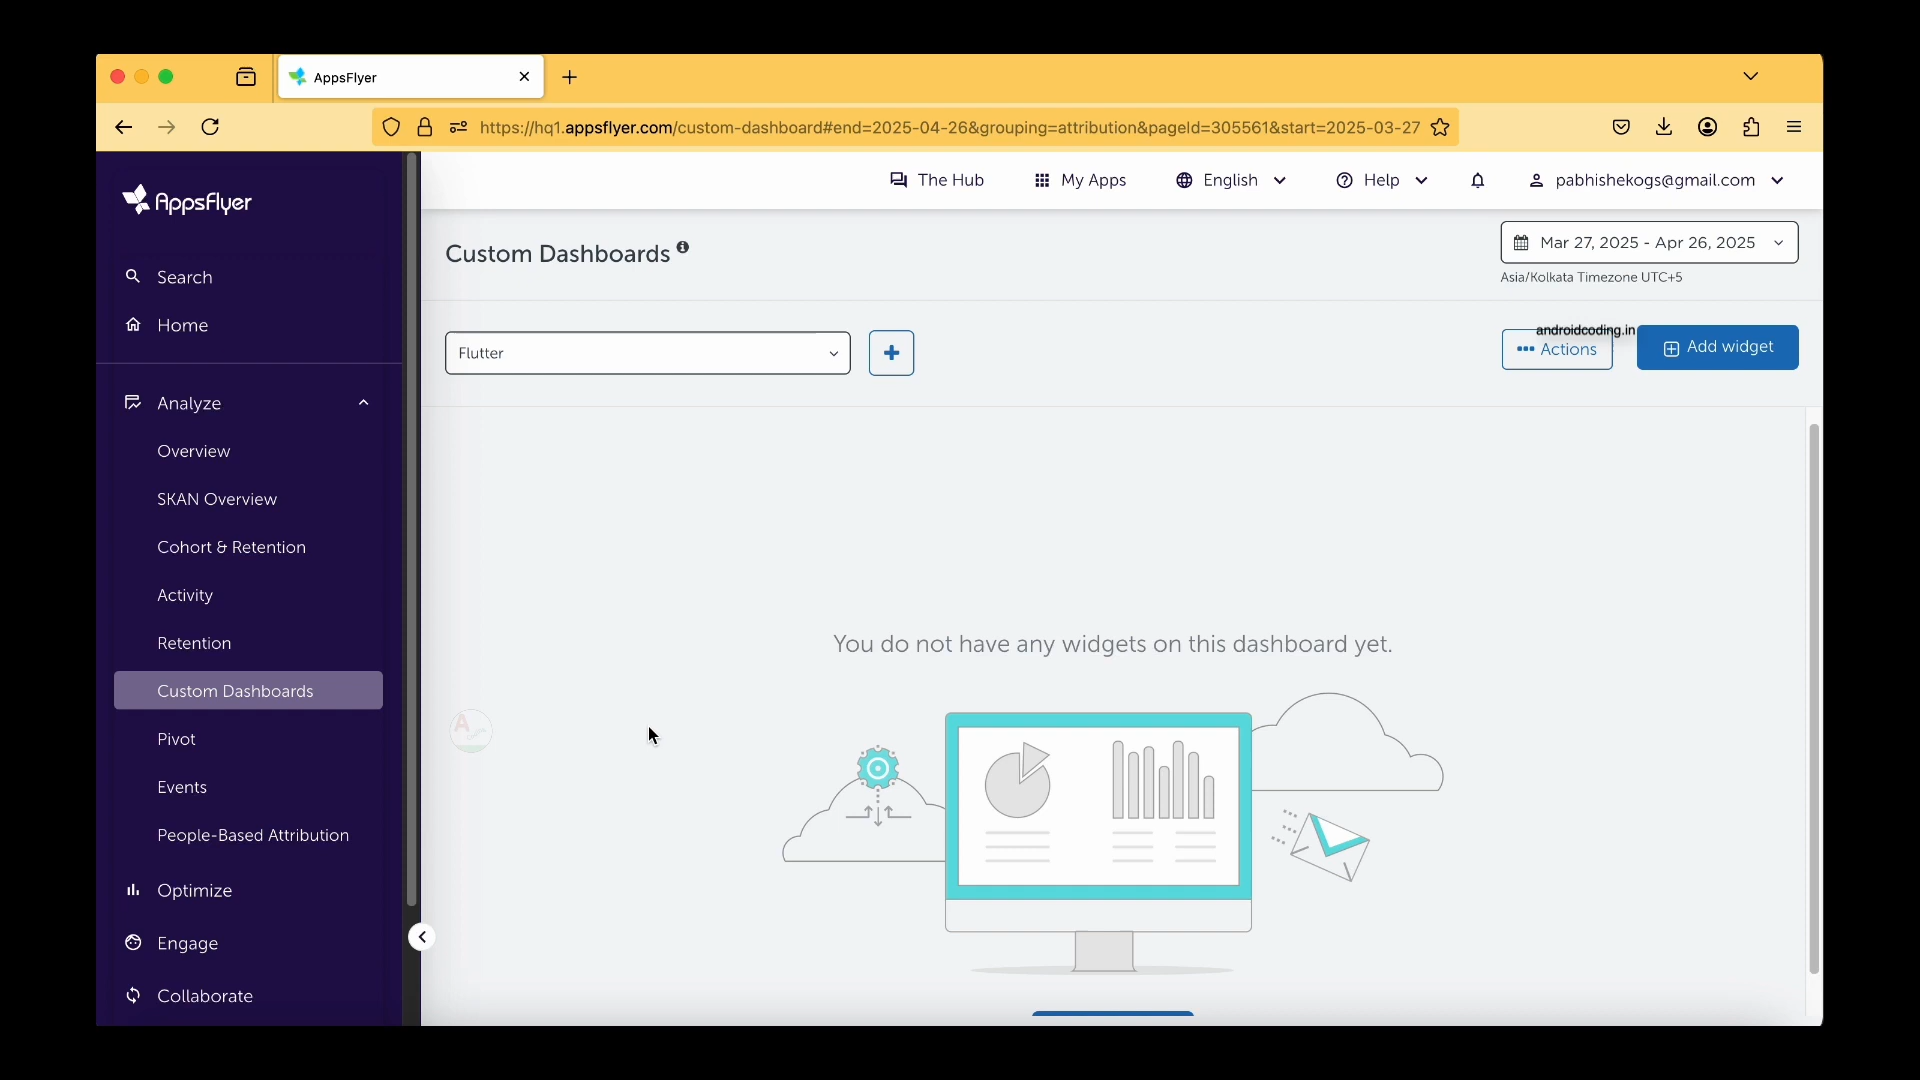 AppsFlyer
https://hq1.appsflyer.com/custom-dashboard#end=2025-04-26&grouping=attribution&pageId=305561&start=2025-03-27
AppsFlyer
The Hub
My Apps
English
Help
pabhishekogs@gmail.com
Search
Home
Analyze
Overview
SKAN Overview
Cohort & Retention
Activity
Retention
Custom Dashboards
Pivot
Events
People-Based Attribution
Optimize
Engage
Collaborate
Custom Dashboards
Mar 27, 2025 - Apr 26, 2025
Asia/Kolkata Timezone UTC+5
Flutter
androidcoding.in
Actions
Add widget
You do not have any widgets on this dashboard yet.
A